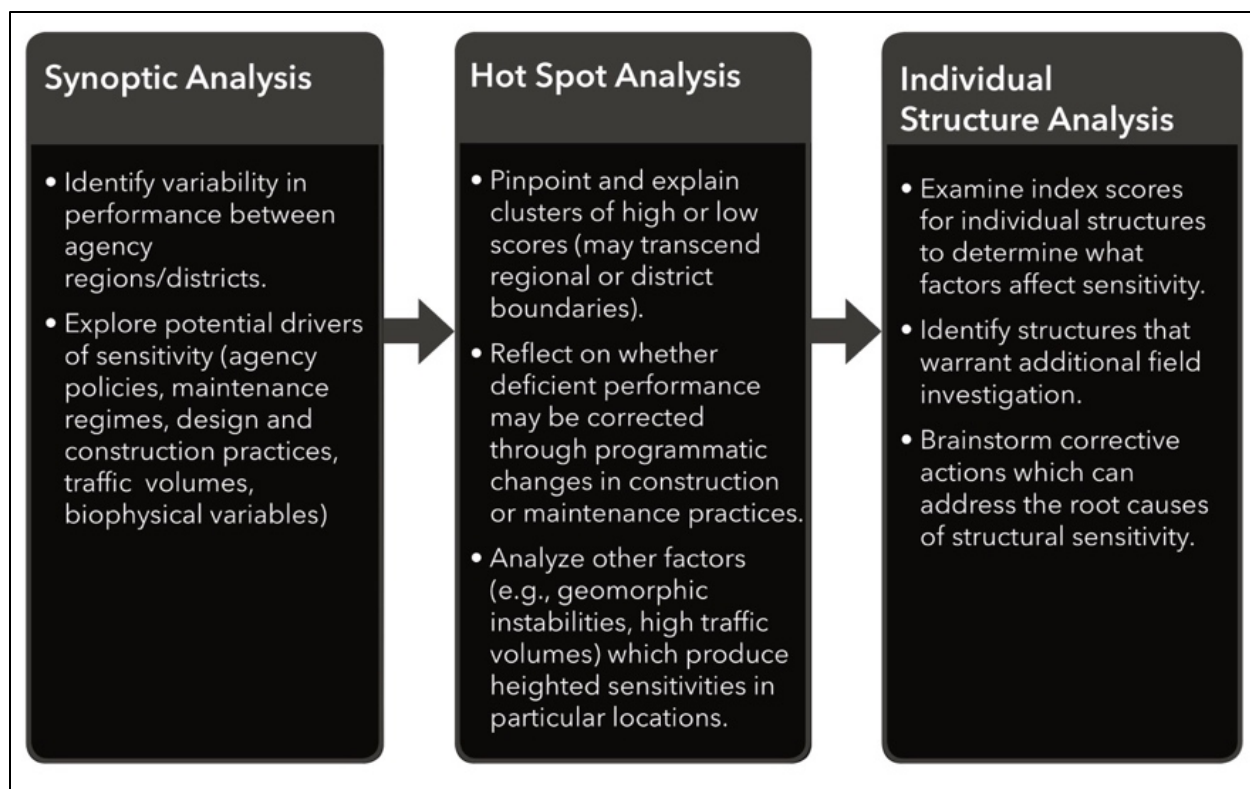 Synoptic Analysis
• Identify variability in
performance between
agency
regions/districts.
• Explore potential drivers
of sensitivity (agency
policies, maintenance
regimes, design and
construction practices,
traffic volumes,
biophysical variables)
Hot Spot Analysis
• Pinpoint and explain
clusters of high or low
scores (may transcend
regional or district
boundaries).
• Reflect on whether
deficient performance
may be corrected
through programmatic
changes in construction
or maintenance practices.
• Analyze other factors
(e.g., geomorphic
instabilities, high traffic
volumes) which produce
heighted sensitivities in
particular locations.
Individual
Structure Analysis
• Examine index scores
for individual structures
to determine what
factors affect sensitivity.
• Identify structures that
warrant additional field
investigation.
• Brainstorm corrective
actions which can
address the root causes
of structural sensitivity.